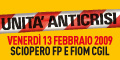 UNITÀ ANTICRISI
VENERDÌ 13 FEBBRAIO 2009
SCIOPERO FP E FIOM CGIL